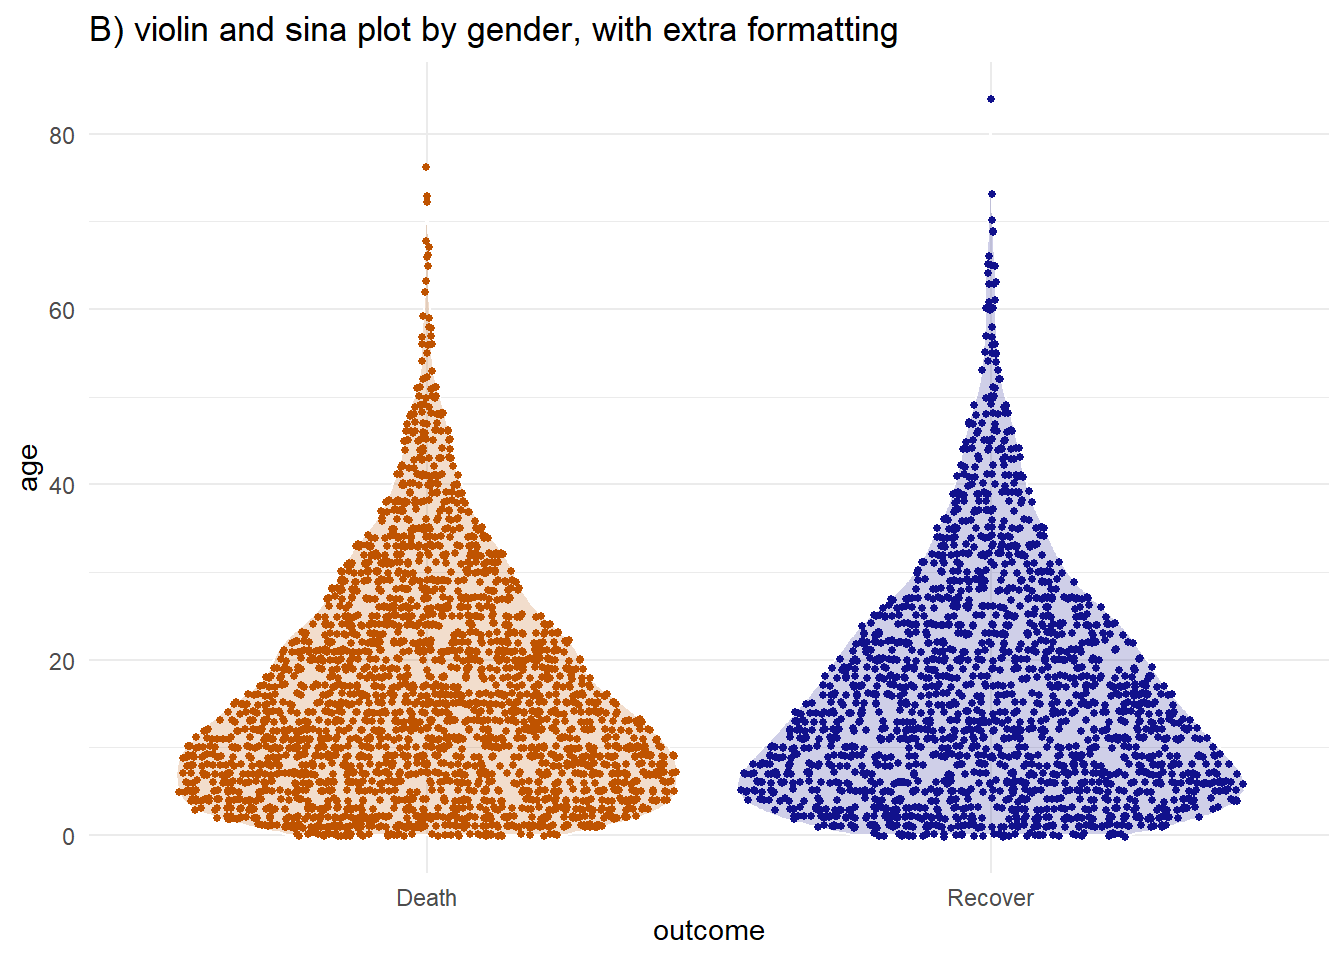 B) violin and sina plot by gender, with extra formatting
80
60
40
20
0
age
Death
Recover
outcome